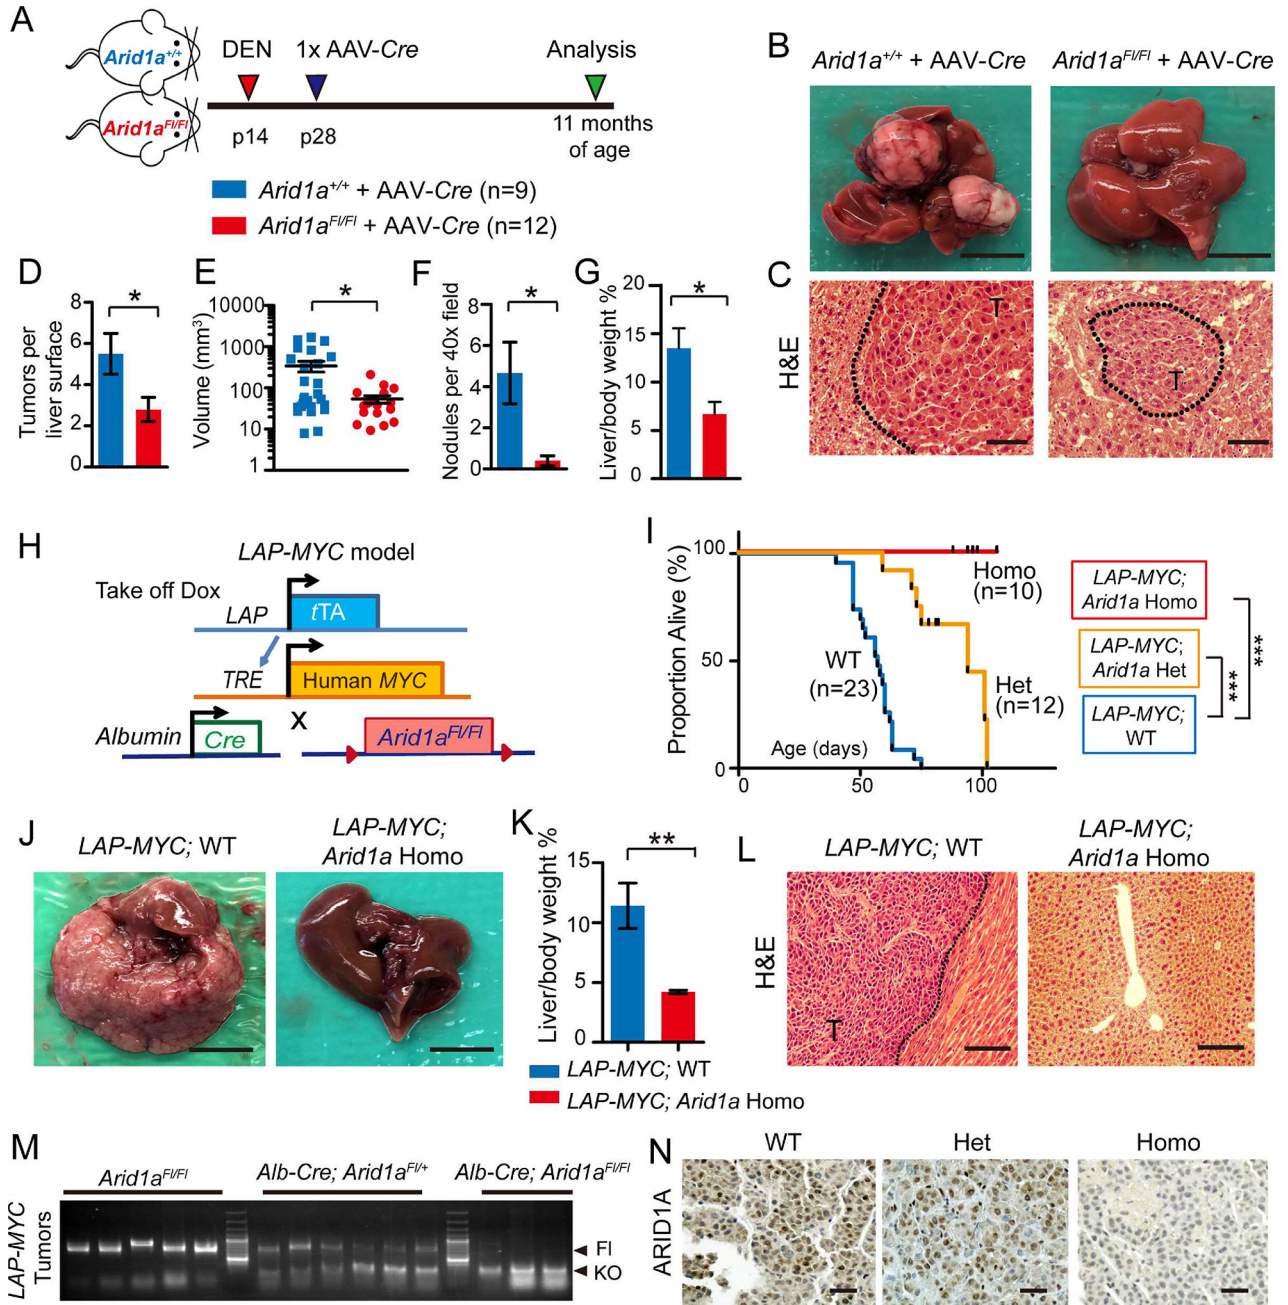 A
Arid1a+/+
Arid1aFl/Fl
DEN
1x AAV-Cre
Analysis
p14
p28
11 months
of age
Arid1a+/+ + AAV-Cre (n=9)
Arid1aFl/Fl + AAV-Cre (n=12)
B
Arid1a+/+ + AAV-Cre
Arid1aFl/Fl + AAV-Cre
C
H&E
T
T
D
Tumors per
liver surface
8
6
4
2
0
*
E
Volume (mm3)
10000
1000
100
10
1
*
F
Nodules per 40x field
8
6
4
2
0
*
G
Liver/body weight %
20
15
10
5
0
*
H
LAP-MYC model
Take off Dox
LAP
tTA
TRE
Human MYC
x
Albumin
Cre
Arid1aFl/Fl
I
Proportion Alive (%)
100
50
0
Homo
(n=10)
WT
(n=23)
Het
(n=12)
Age (days)
0
50
100
LAP-MYC;
Arid1a Homo
LAP-MYC;
Arid1a Het
LAP-MYC;
WT
***
***
J
LAP-MYC; WT
LAP-MYC;
Arid1a Homo
K
Liver/body weight %
15
10
5
0
**
LAP-MYC; WT
LAP-MYC; Arid1a Homo
L
LAP-MYC; WT
LAP-MYC;
Arid1a Homo
H&E
T
M
Arid1aFl/Fl
Alb-Cre; Arid1aFl/+
Alb-Cre; Arid1aFl/Fl
LAP-MYC
Tumors
Fl
KO
N
WT
Het
Homo
ARID1A